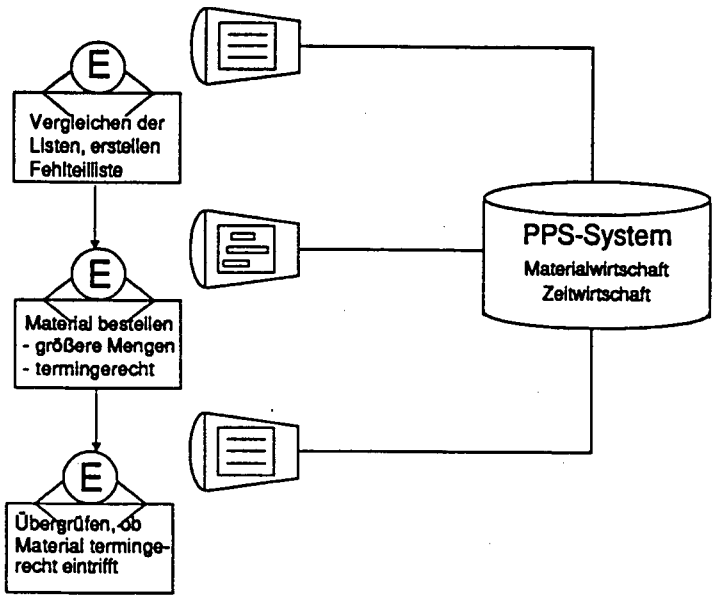 E
Vergleichen der
Listen, erstellen
Fehlteilliste
E
Material bestellen
- größere Mengen
- termingerecht
E
Übergrüfen, ob
Material terminge-
recht eintrifft
PPS-System
Materialwirtschaft
Zeitwirtschaft